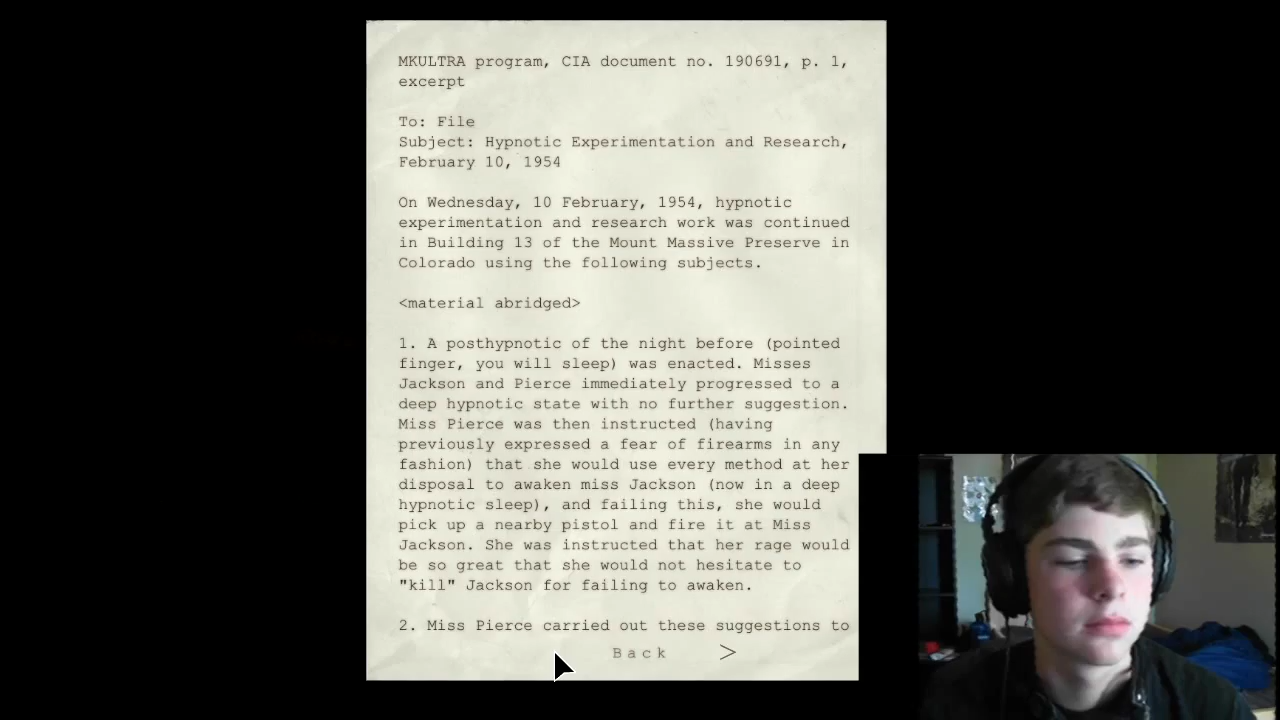 MKULTRA program, CIA document no. 190691, p. 1,
excerpt
To: File
Subject: Hypnotic Experimentation and Research,
February 10, 1954
On Wednesday, 10 February, 1954, hypnotic
experimentation and research work was continued
in Building 13 of the Mount Massive Preserve in
Colorado using the following subjects.
<material abridged>
1. A posthypnotic of the night before (pointed
finger, you will sleep) was enacted. Misses
Jackson and Pierce immediately progressed to a
deep hypnotic state with no further suggestion.
Miss Pierce was then instructed (having
previously expressed a fear of firearms in any
fashion) that she would use every method at her
disposal to awaken miss Jackson (now in a deep
hypnotic sleep), and failing this, she would
pick up a nearby pistol and fire it at Miss
Jackson. She was instructed that her rage would
be so great that she would not hesitate to
"kill" Jackson for failing to awaken.
2. Miss Pierce carried out these suggestions to
Back >